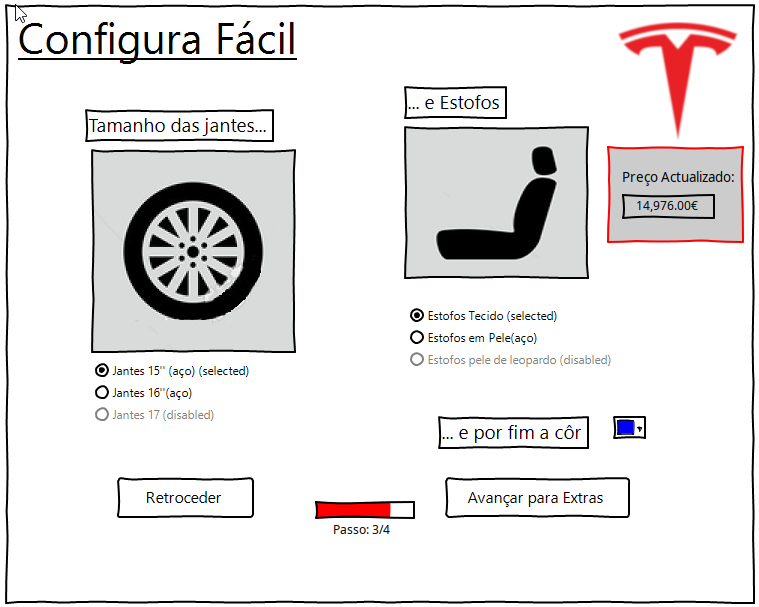 Configura Fácil
Tamanho das jantes...
... e Estofos
Preço Actualizado:
14,976.00€
Jantes 15'' (aço) (selected)
Jantes 16''(aço)
Jantes 17 (disabled)
Estofos Tecido (selected)
Estofos em Pele(aço)
Estofos pele de leopardo (disabled)
... e por fim a côr
Retroceder
Passo: 3/4
Avançar para Extras